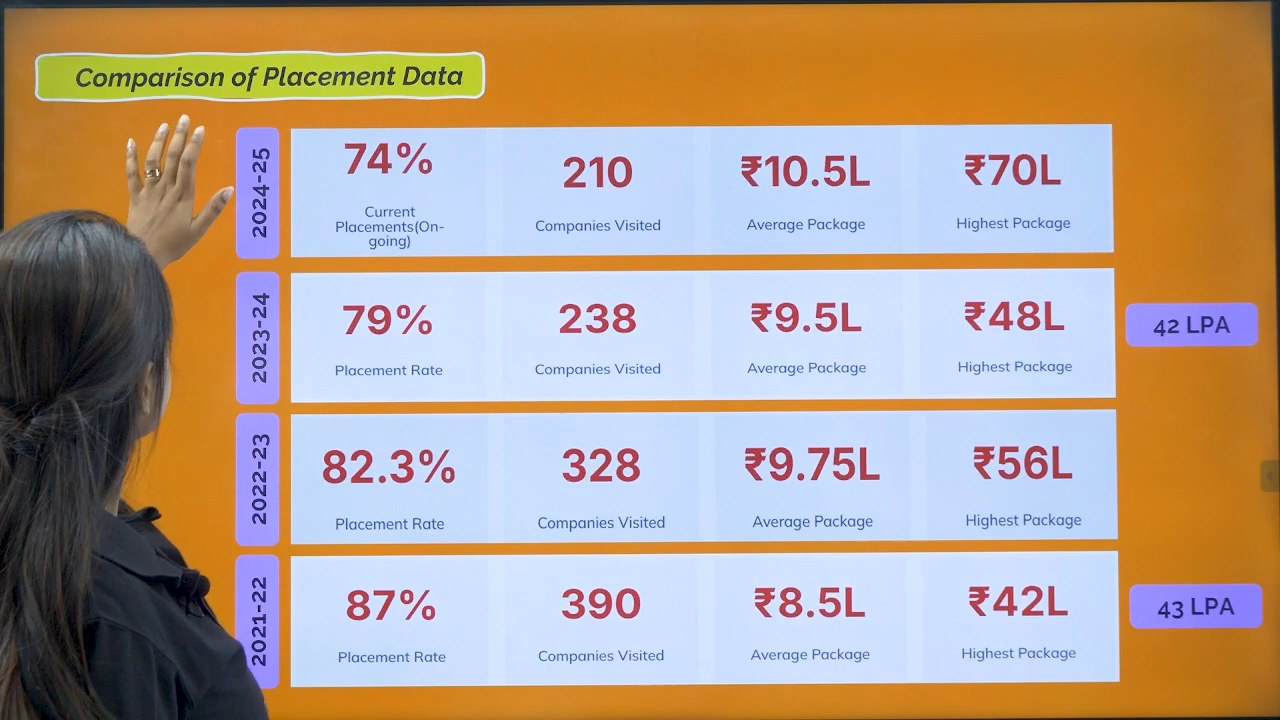 Comparison of Placement Data
2024-25
74%
Current
Placements(On-
going)
210
Companies Visited
₹10.5L
Average Package
₹70L
Highest Package
2023-24
79%
Placement Rate
238
Companies Visited
₹9.5L
Average Package
₹48L
Highest Package
42 LPA
2022-23
82.3%
Placement Rate
328
Companies Visited
₹9.75L
Average Package
₹56L
Highest Package
2021-22
87%
Placement Rate
390
Companies Visited
₹8.5L
Average Package
₹42L
Highest Package
43 LPA